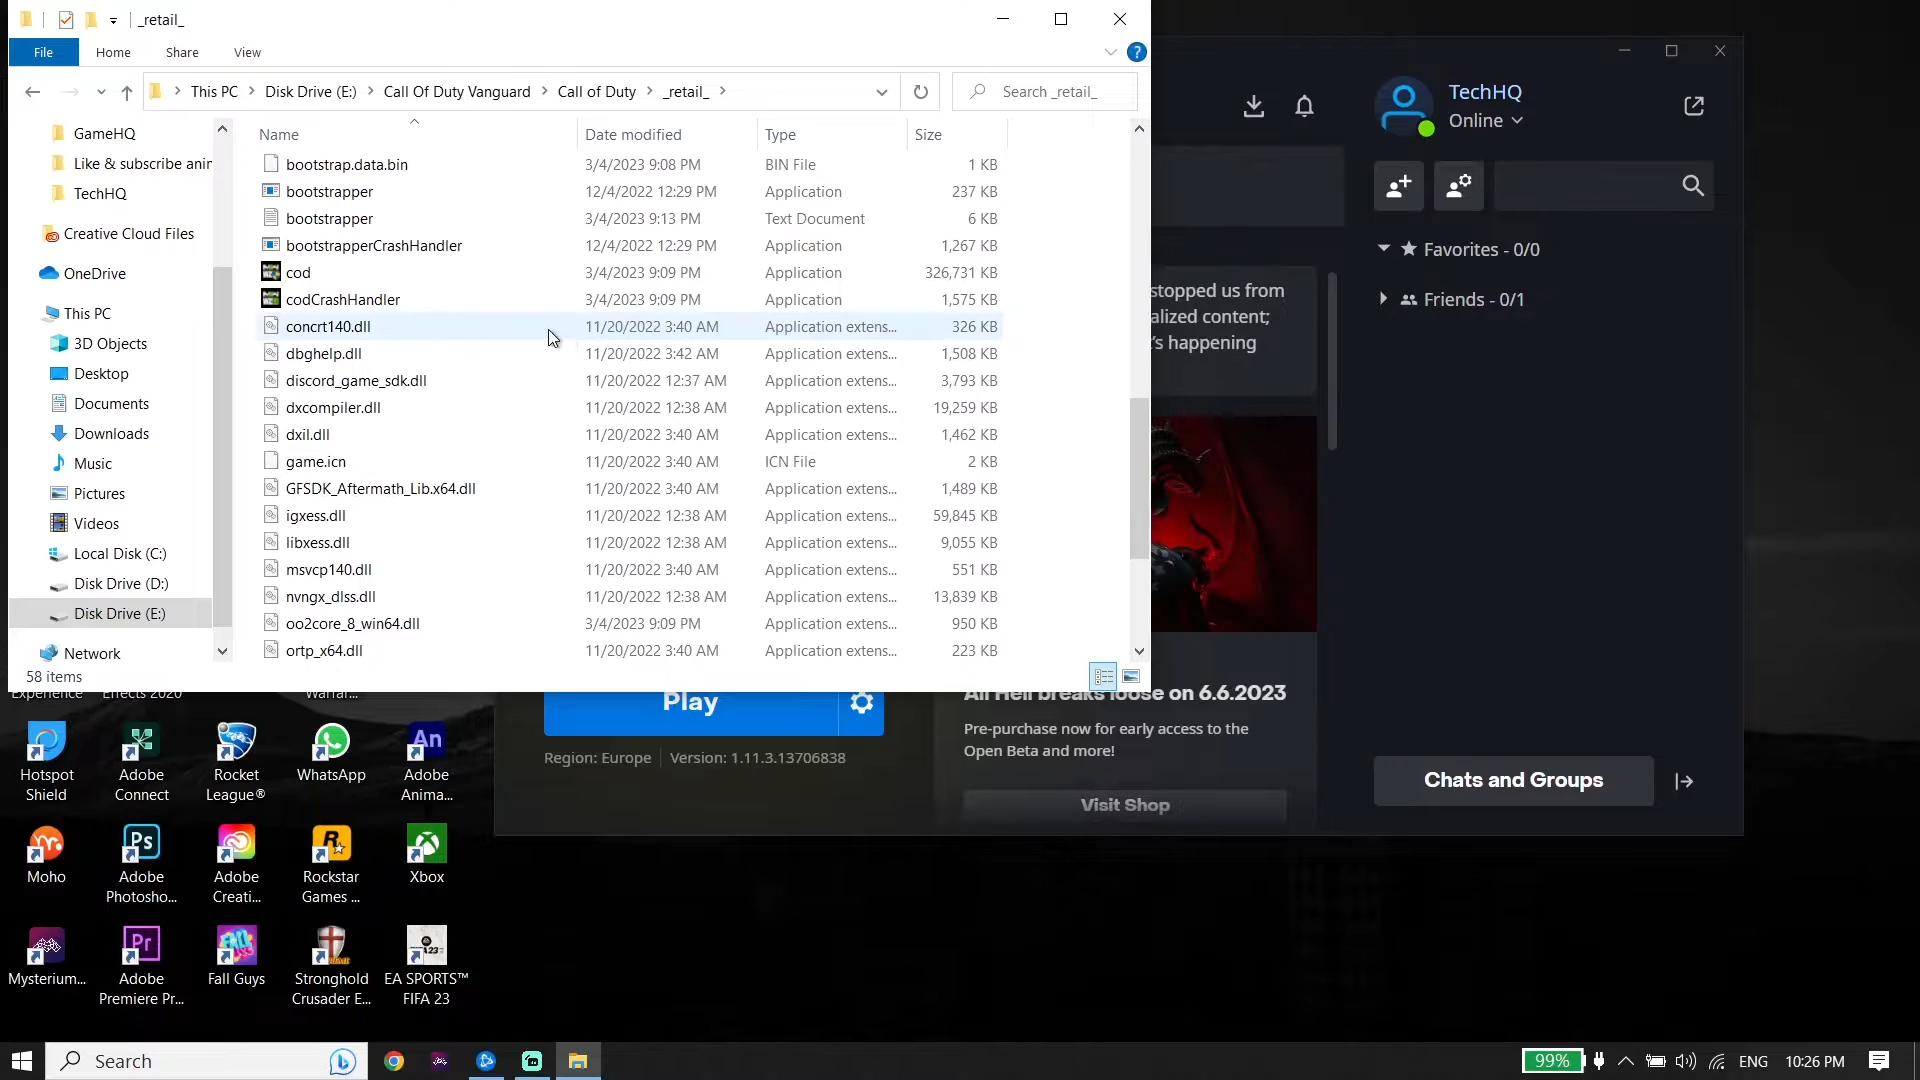 _retail_
File
Home
Share
View
This PC
Disk Drive (E:)
Call Of Duty Vanguard
Call of Duty
_retail_
Search _retail_
GameHQ
Like & subscribe anir
TechHQ
Creative Cloud Files
OneDrive
This PC
3D Objects
Desktop
Documents
Downloads
Music
Pictures
Videos
Local Disk (C:)
Disk Drive (D:)
Disk Drive (E:)
Network
Name Date modified Type Size
bootstrap.data.bin 3/4/2023 9:08 PM BIN File 1 KB
bootstrapper 12/4/2022 12:29 PM Application 237 KB
bootstrapper 3/4/2023 9:13 PM Text Document 6 KB
bootstrapperCrashHandler 12/4/2022 12:29 PM Application 1,267 KB
cod 3/4/2023 9:09 PM Application 326,731 KB
codCrashHandler 3/4/2023 9:09 PM Application 1,575 KB
concrt140.dll 11/20/2022 3:40 AM Application extens... 326 KB
dbghelp.dll 11/20/2022 3:42 AM Application extens... 1,508 KB
discord_game_sdk.dll 11/20/2022 12:37 AM Application extens... 3,793 KB
dxcompiler.dll 11/20/2022 12:38 AM Application extens... 19,259 KB
dxil.dll 11/20/2022 3:40 AM Application extens... 1,462 KB
game.icn 11/20/2022 3:40 AM ICN File 2 KB
GFSDK_Aftermath_Lib.x64.dll 11/20/2022 3:40 AM Application extens... 1,489 KB
igxess.dll 11/20/2022 12:38 AM Application extens... 59,845 KB
libxess.dll 11/20/2022 12:38 AM Application extens... 9,055 KB
msvcp140.dll 11/20/2022 3:40 AM Application extens... 551 KB
nvngx_dlss.dll 11/20/2022 12:38 AM Application extens... 13,839 KB
oo2core_8_win64.dll 3/4/2023 9:09 PM Application extens... 950 KB
ortp_x64.dll 11/20/2022 3:40 AM Application extens... 223 KB
58 items
TechHQ
Online
Favorites - 0/0
Friends - 0/1
stopped us from
alized content;
's happening
Play
Region: Europe
Version: 1.11.3.13706838
All Hell breaks loose on 6.6.2023
Pre-purchase now for early access to the
Open Beta and more!
Visit Shop
Chats and Groups
Experience
Effects 2020
Warfar...
Hotspot
Shield
Adobe
Connect
Rocket
League®
WhatsApp
An
Adobe
Anima...
Moho
Ps
Adobe
Photosho...
Adobe
Creati...
Rockstar
Games ...
Xbox
Mysterium...
Pr
Adobe
Premiere Pr...
Fall Guys
Stronghold
Crusader E...
EA SPORTS™
FIFA 23
Search
99%
ENG
10:26 PM